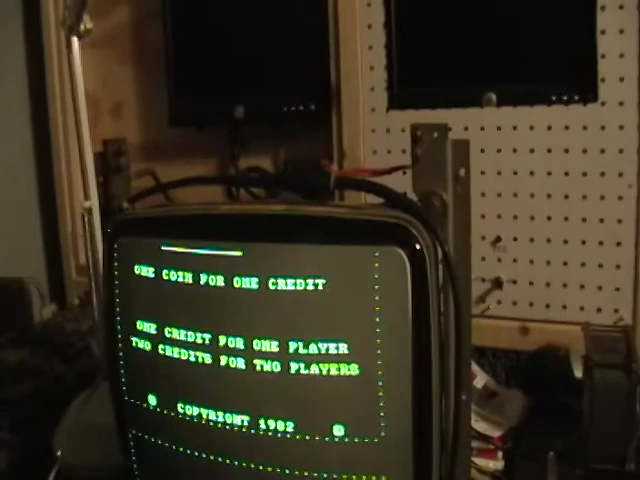 ONE COIN FOR ONE CREDIT
ONE CREDIT FOR ONE PLAYER
TWO CREDITS FOR TWO PLAYERS
COPYRIGHT 1982